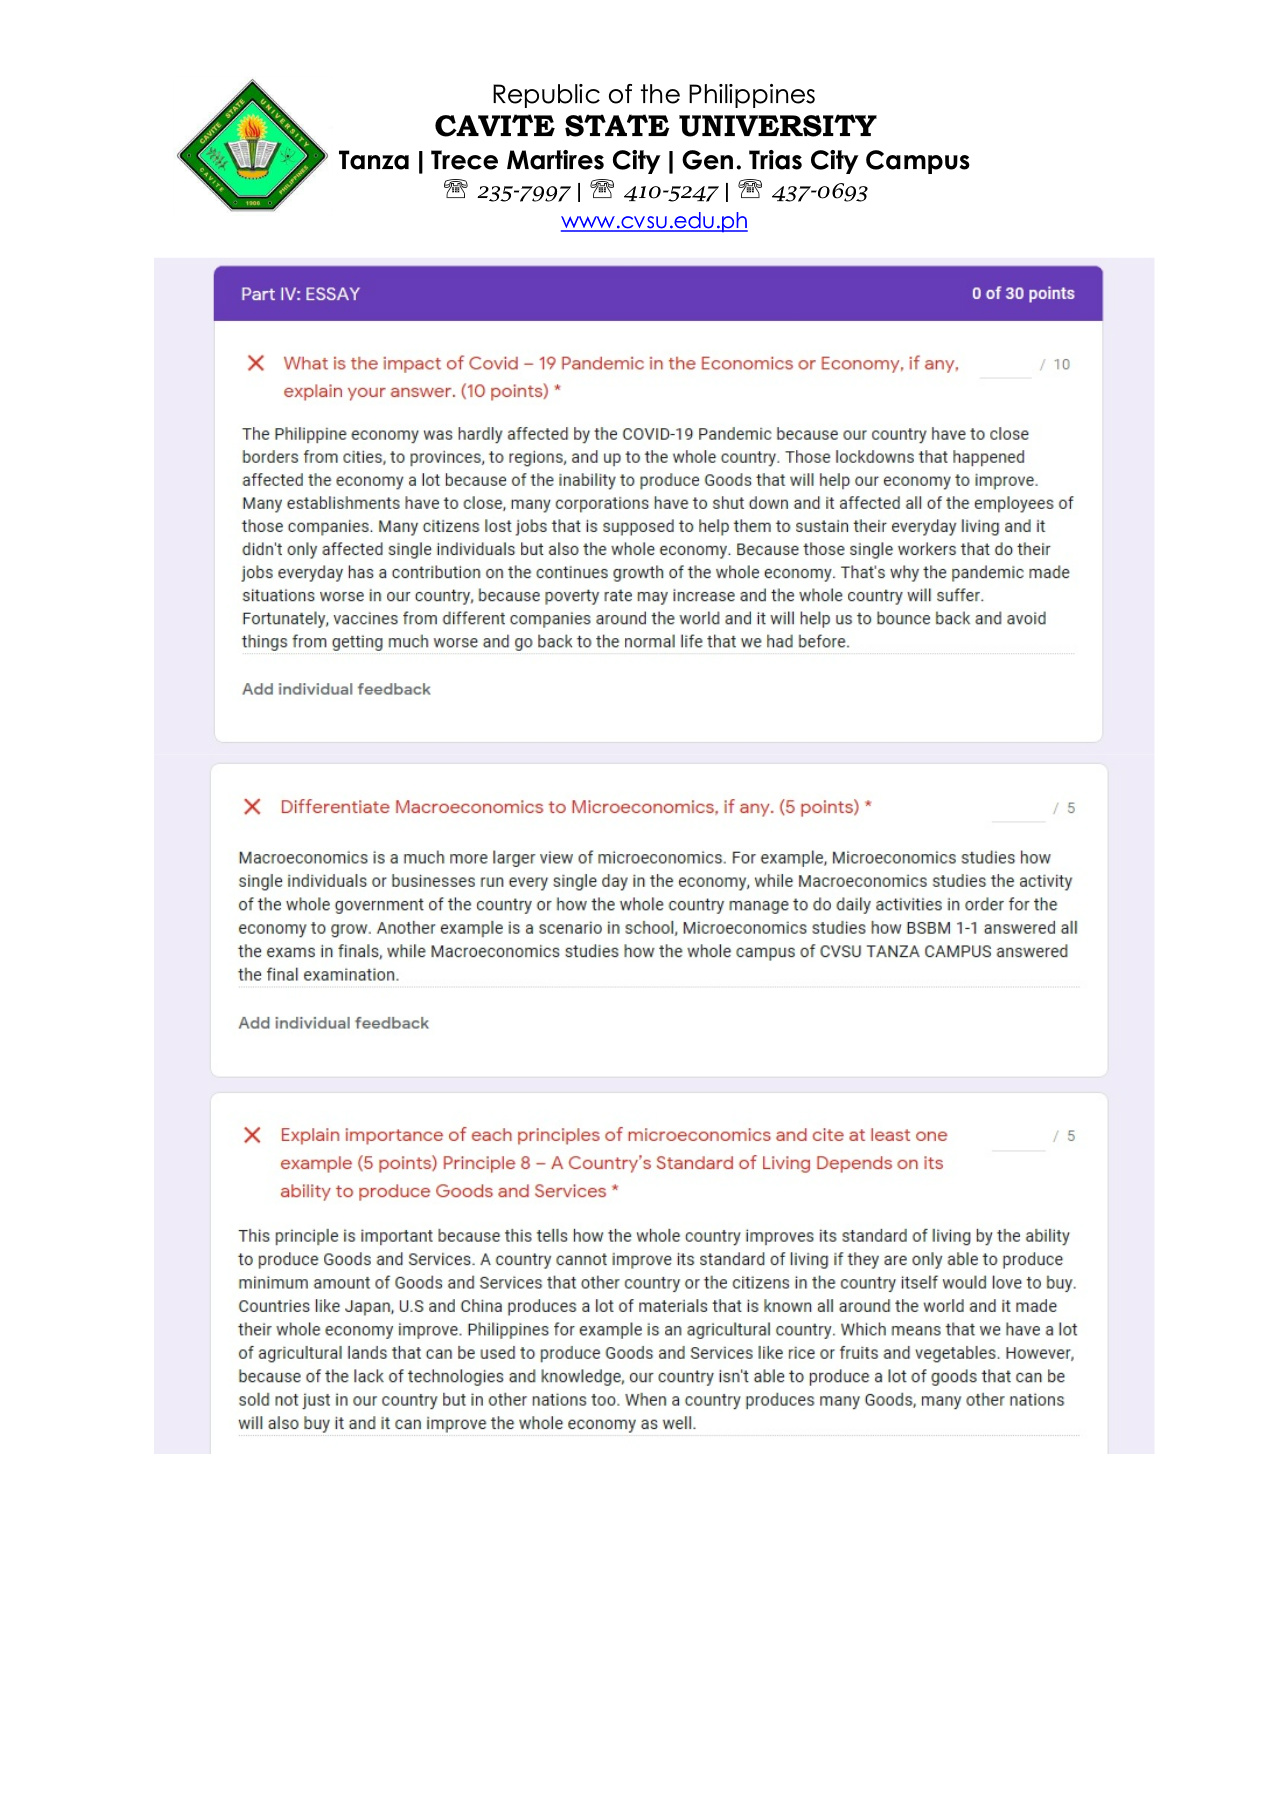 CAVITE STATE UNIVERSITY
CAVITE PHILIPPINES
1906
Republic of the Philippines
CAVITE STATE UNIVERSITY
Tanza | Trece Martires City | Gen. Trias City Campus
☏ 235-7997 | ☏ 410-5247 | ☏ 437-0693
www.cvsu.edu.ph
Part IV: ESSAY 0 of 30 points
What is the impact of Covid – 19 Pandemic in the Economics or Economy, if any, / 10
explain your answer. (10 points) *
The Philippine economy was hardly affected by the COVID-19 Pandemic because our country have to close
borders from cities, to provinces, to regions, and up to the whole country. Those lockdowns that happened
affected the economy a lot because of the inability to produce Goods that will help our economy to improve.
Many establishments have to close, many corporations have to shut down and it affected all of the employees of
those companies. Many citizens lost jobs that is supposed to help them to sustain their everyday living and it
didn't only affected single individuals but also the whole economy. Because those single workers that do their
jobs everyday has a contribution on the continues growth of the whole economy. That's why the pandemic made
situations worse in our country, because poverty rate may increase and the whole country will suffer.
Fortunately, vaccines from different companies around the world and it will help us to bounce back and avoid
things from getting much worse and go back to the normal life that we had before.
Add individual feedback
Differentiate Macroeconomics to Microeconomics, if any. (5 points) * / 5
Macroeconomics is a much more larger view of microeconomics. For example, Microeconomics studies how
single individuals or businesses run every single day in the economy, while Macroeconomics studies the activity
of the whole government of the country or how the whole country manage to do daily activities in order for the
economy to grow. Another example is a scenario in school, Microeconomics studies how BSBM 1-1 answered all
the exams in finals, while Macroeconomics studies how the whole campus of CVSU TANZA CAMPUS answered
the final examination.
Add individual feedback
Explain importance of each principles of microeconomics and cite at least one / 5
example (5 points) Principle 8 – A Country's Standard of Living Depends on its
ability to produce Goods and Services *
This principle is important because this tells how the whole country improves its standard of living by the ability
to produce Goods and Services. A country cannot improve its standard of living if they are only able to produce
minimum amount of Goods and Services that other country or the citizens in the country itself would love to buy.
Countries like Japan, U.S and China produces a lot of materials that is known all around the world and it made
their whole economy improve. Philippines for example is an agricultural country. Which means that we have a lot
of agricultural lands that can be used to produce Goods and Services like rice or fruits and vegetables. However,
because of the lack of technologies and knowledge, our country isn't able to produce a lot of goods that can be
sold not just in our country but in other nations too. When a country produces many Goods, many other nations
will also buy it and it can improve the whole economy as well.